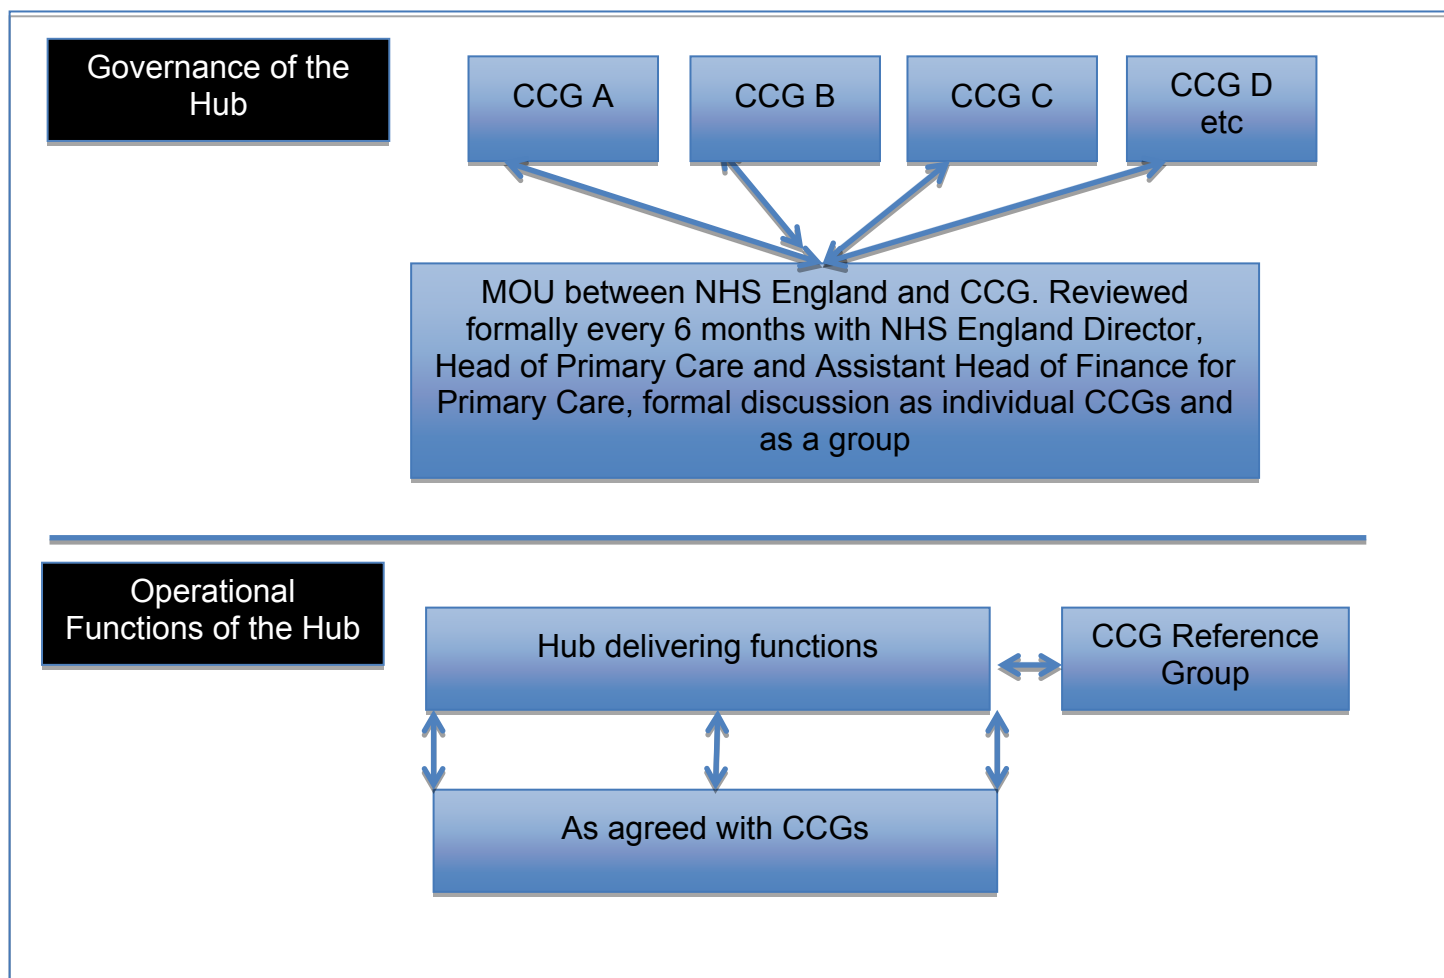 Governance of the
Hub
CCG A
CCG B
CCG C
CCG D
etc
MOU between NHS England and CCG. Reviewed
formally every 6 months with NHS England Director,
Head of Primary Care and Assistant Head of Finance for
Primary Care, formal discussion as individual CCGs and
as a group
Operational
Functions of the Hub
Hub delivering functions
CCG Reference
Group
As agreed with CCGs